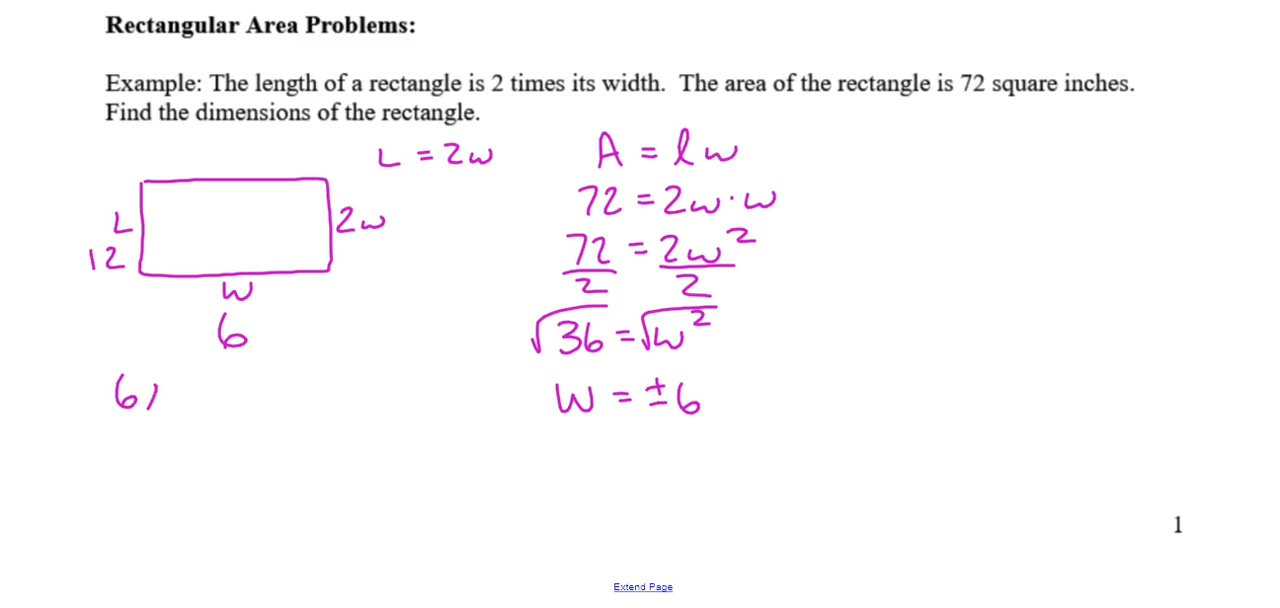 Rectangular Area Problems:
Example: The length of a rectangle is 2 times its width. The area of the rectangle is 72 square inches.
Find the dimensions of the rectangle.
L = 2w
L
12
2w
W
6
6,
A = lw
72 = 2w · w
72/2 = 2w²/2
√36 = √w²
W = ±6
1
Extend Page